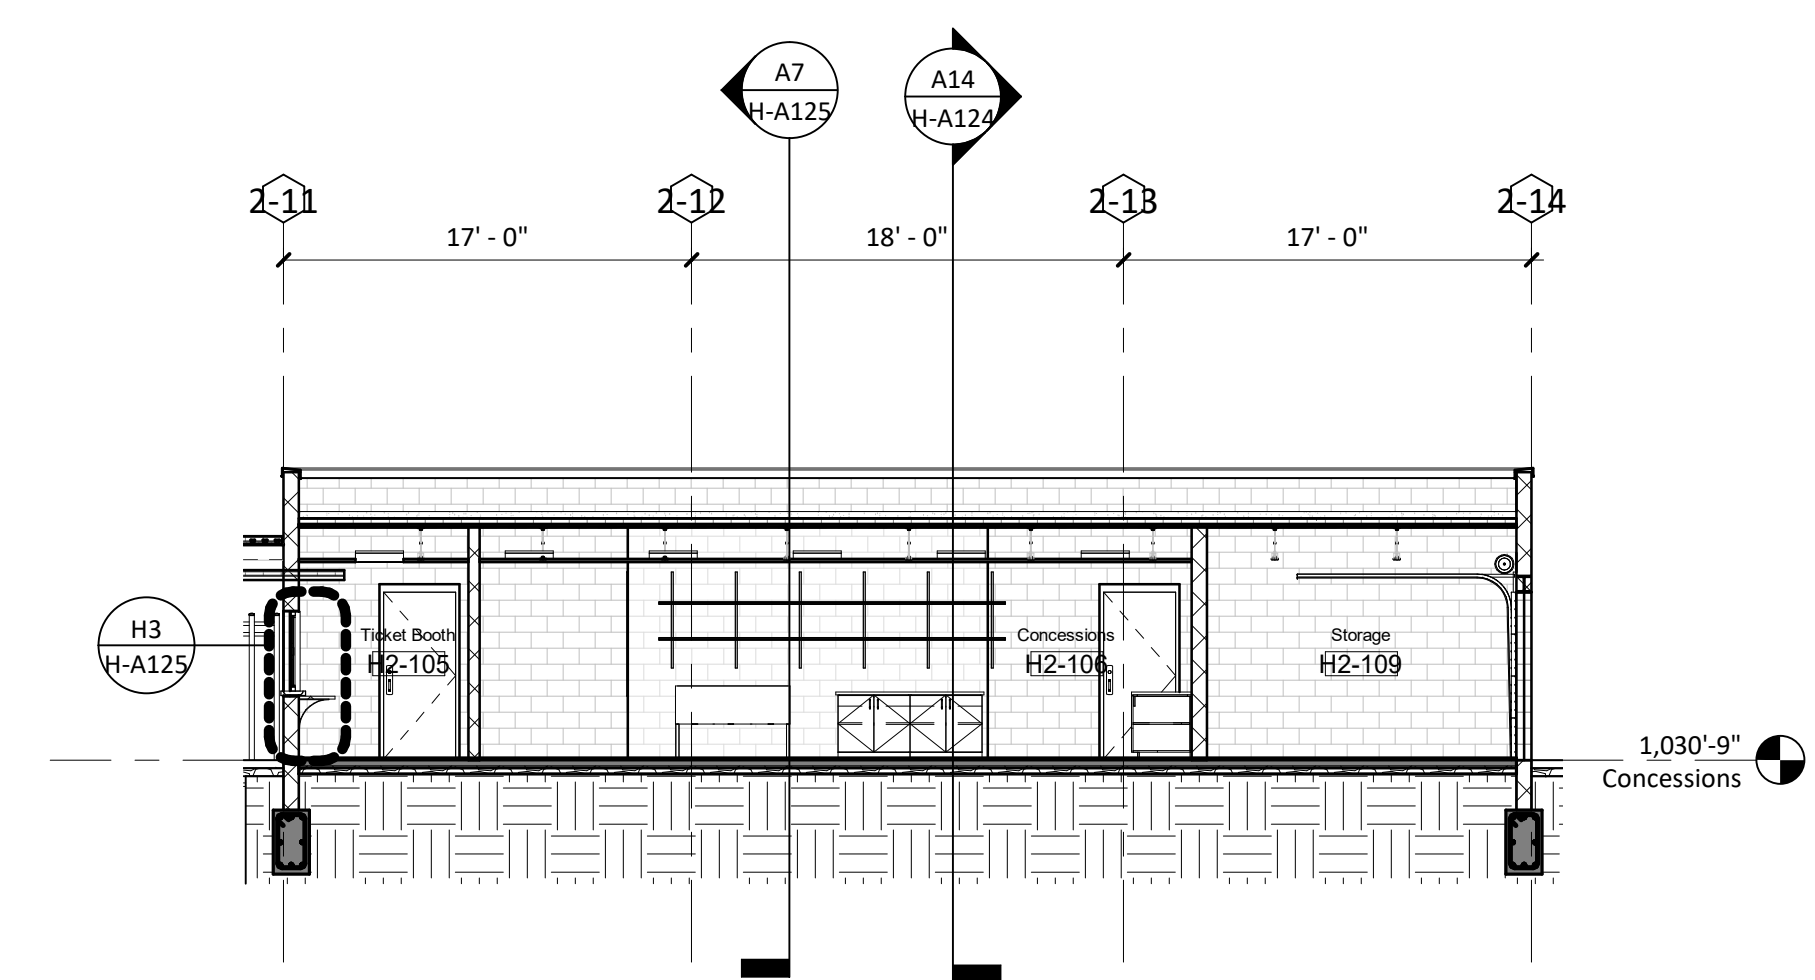 A7
H-A125
A14
H-A124
2-11
2-12
2-13
2-14
17' - 0"
18' - 0"
17' - 0"
H3
H-A125
Ticket Booth
H2-105
Concessions
H2-106
Storage
H2-109
1,030'-9"
Concessions